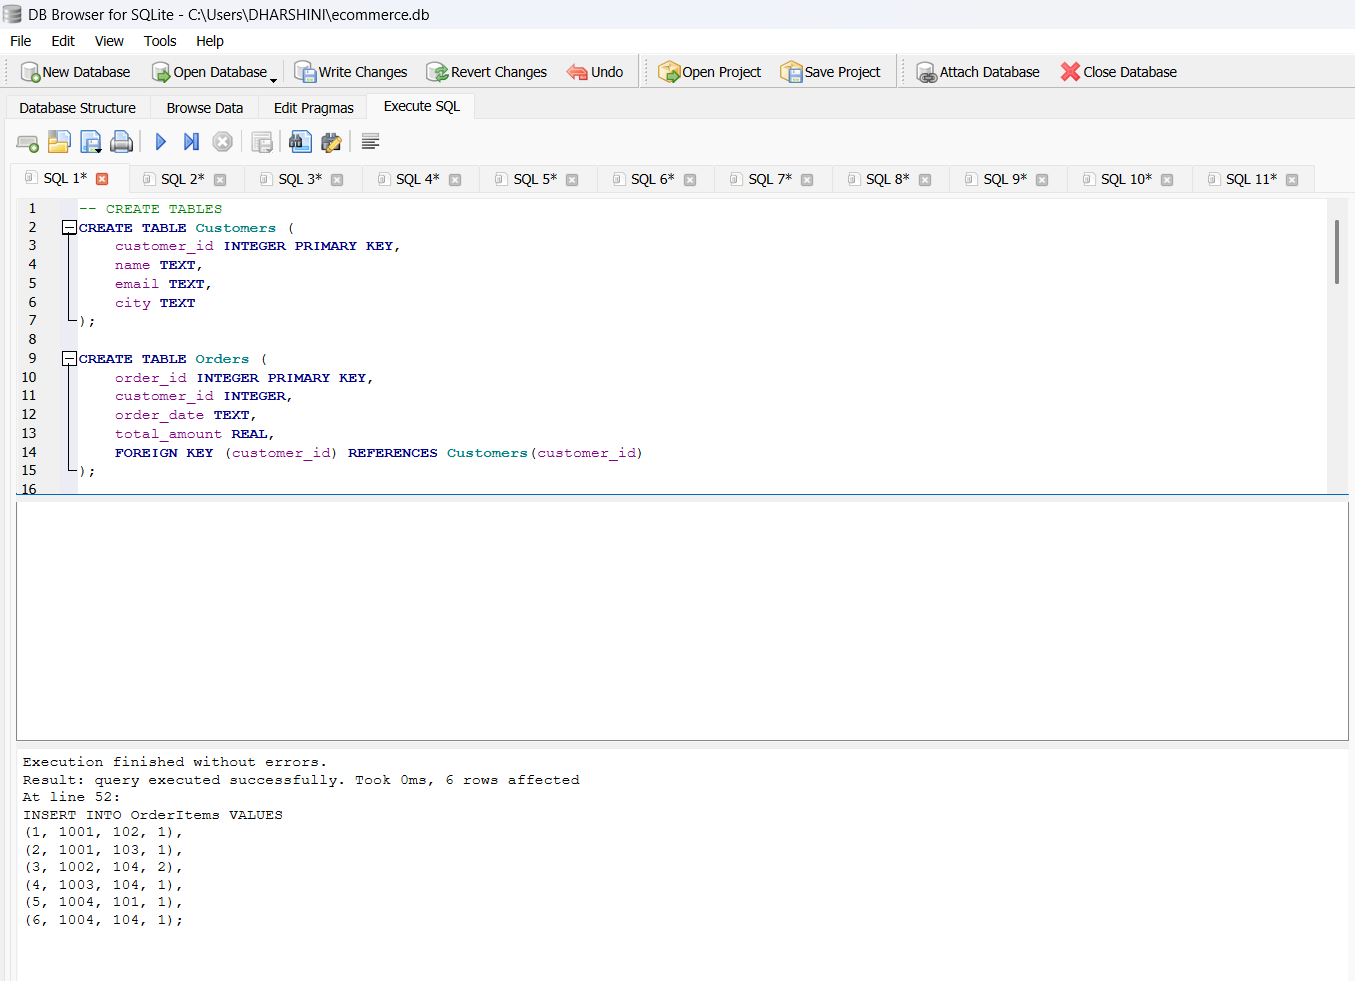 DB Browser for SQLite - C:\Users\DHARSHINI\ecommerce.db
File Edit View Tools Help
New Database Open Database Write Changes Revert Changes Undo Open Project Save Project Attach Database Close Database
Database Structure Browse Data Edit Pragmas Execute SQL
SQL 1* SQL 2* SQL 3* SQL 4* SQL 5* SQL 6* SQL 7* SQL 8* SQL 9* SQL 10* SQL 11*
1 -- CREATE TABLES
2 CREATE TABLE Customers (
3 customer_id INTEGER PRIMARY KEY,
4 name TEXT,
5 email TEXT,
6 city TEXT
7 );
8
9 CREATE TABLE Orders (
10 order_id INTEGER PRIMARY KEY,
11 customer_id INTEGER,
12 order_date TEXT,
13 total_amount REAL,
14 FOREIGN KEY (customer_id) REFERENCES Customers(customer_id)
15 );
16
Execution finished without errors.
Result: query executed successfully. Took 0ms, 6 rows affected
At line 52:
INSERT INTO OrderItems VALUES
(1, 1001, 102, 1),
(2, 1001, 103, 1),
(3, 1002, 104, 2),
(4, 1003, 104, 1),
(5, 1004, 101, 1),
(6, 1004, 104, 1);